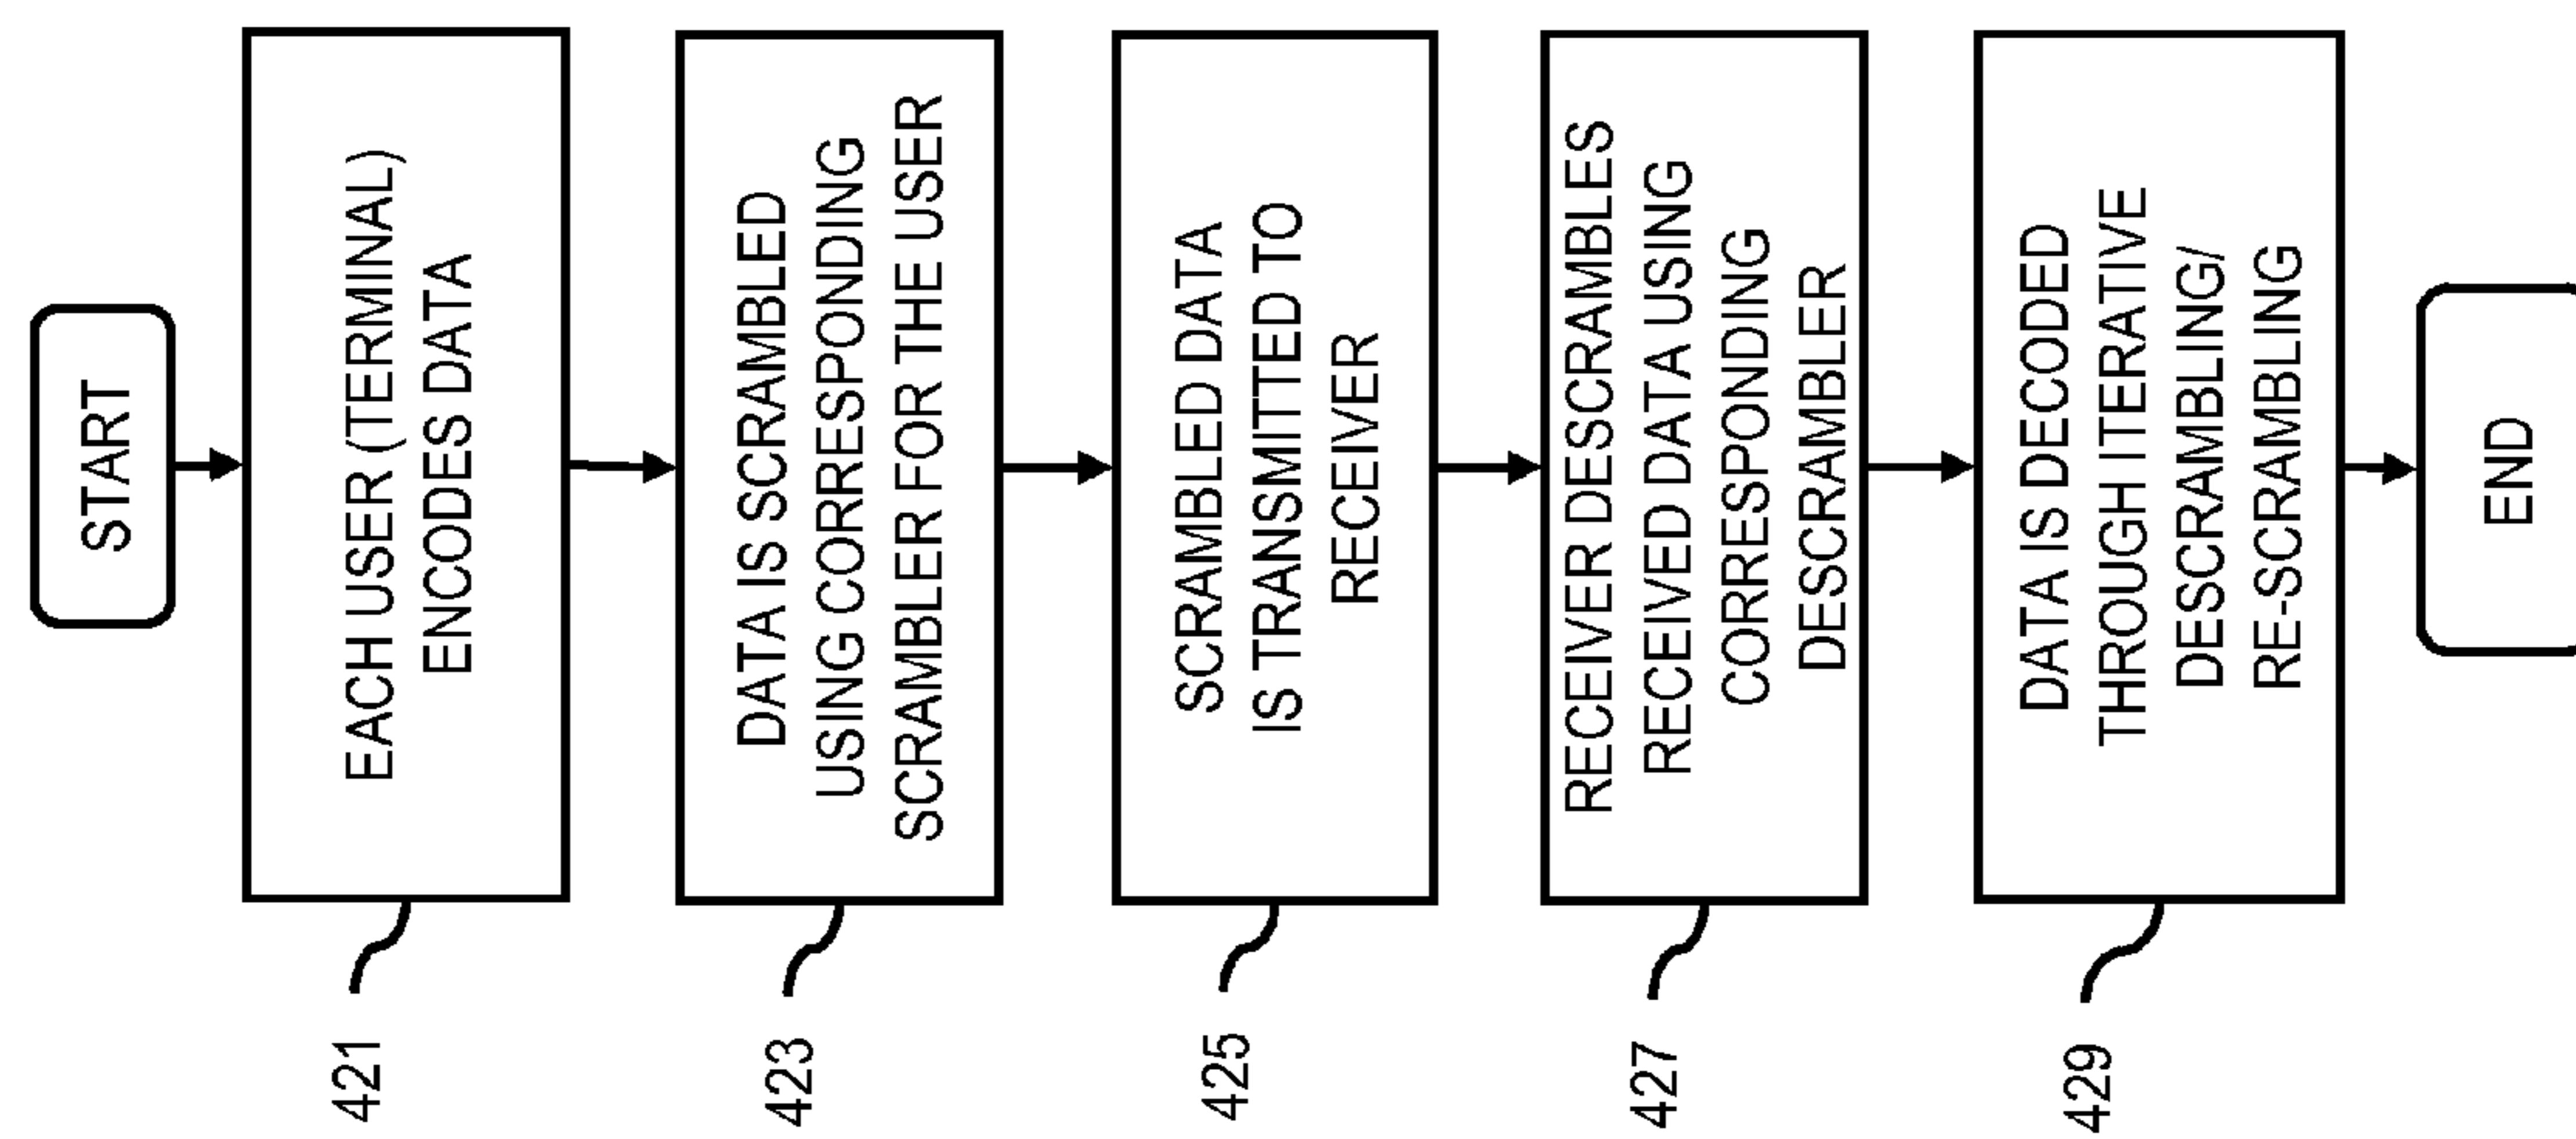 START
EACH USER (TERMINAL)
ENCODES DATA
421
DATA IS SCRAMBLED
USING CORRESPONDING
SCRAMBLER FOR THE USER
423
SCRAMBLED DATA
IS TRANSMITTED TO
RECEIVER
425
RECEIVER DESCRAMBLES
RECEIVED DATA USING
CORRESPONDING
DESCRAMBLER
427
DATA IS DECODED
THROUGH ITERATIVE
DESCRAMBLING/
RE-SCRAMBLING
429
END